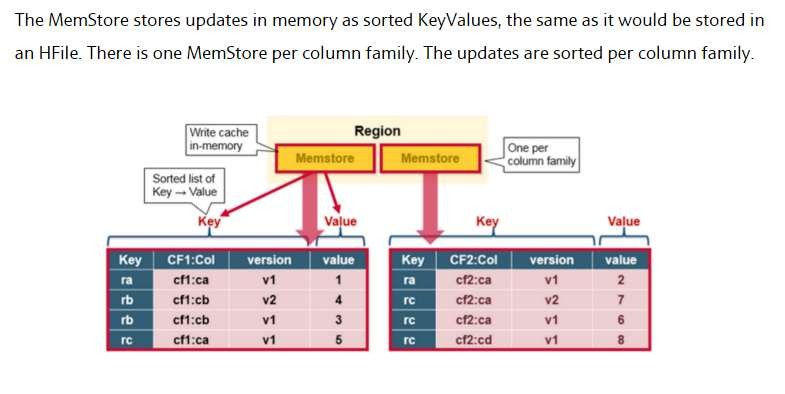 The MemStore stores updates in memory as sorted KeyValues, the same as it would be stored in
an HFile. There is one MemStore per column family. The updates are sorted per column family.
Write cache
in-memory
Region
Memstore
Memstore
One per
column family
Sorted list of
Key → Value
Key
Value
Key
Value
Key CF1:Col version value
ra cf1:ca v1 1
rb cf1:cb v2 4
rb cf1:cb v1 3
rc cf1:ca v1 5
Key CF2:Col version value
ra cf2:ca v1 2
rc cf2:ca v2 7
rc cf2:ca v1 6
rc cf2:cd v1 8